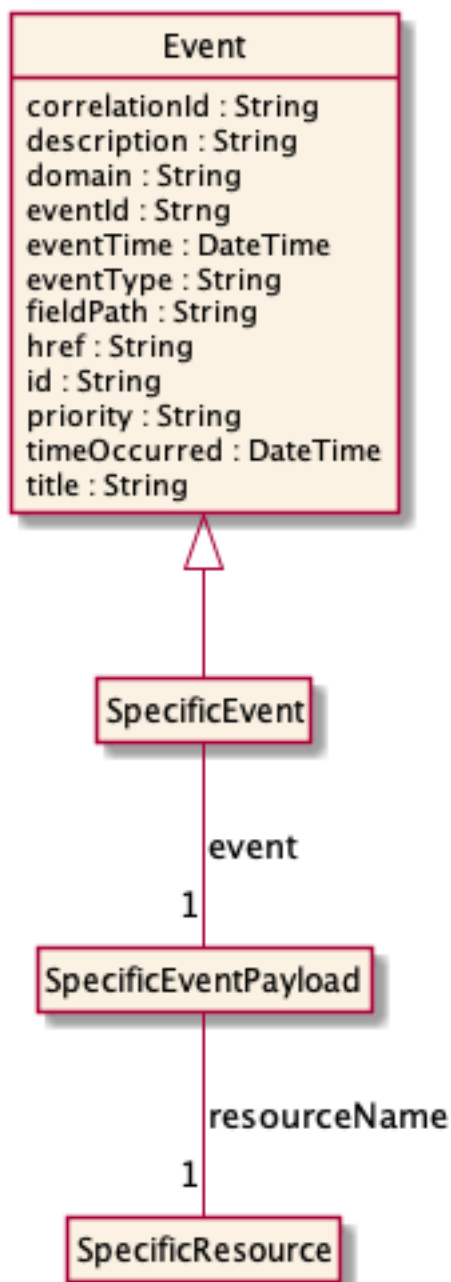 Event
correlationId : String
description : String
domain : String
eventId : Strng
eventTime : DateTime
eventType : String
fieldPath : String
href : String
id : String
priority : String
timeOccurred : DateTime
title : String
SpecificEvent
event
1
SpecificEventPayload
resourceName
1
SpecificResource